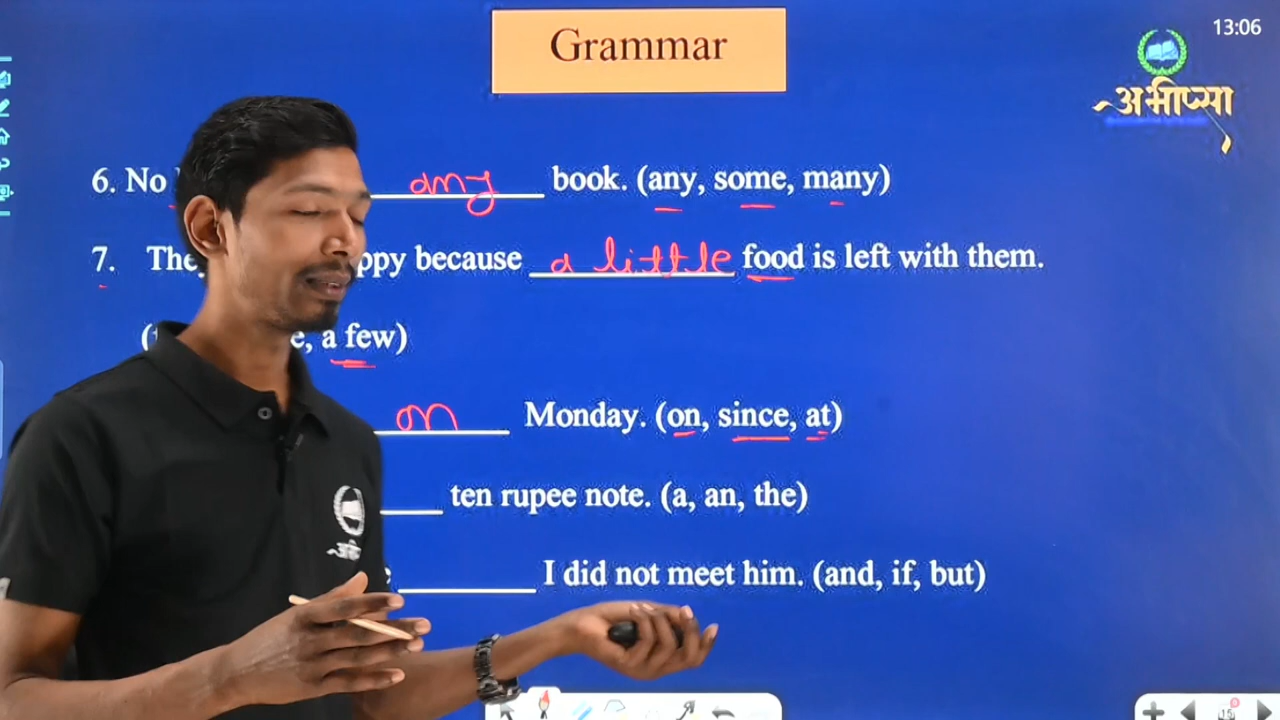 Grammar
13:06
अभीप्सा
6. No any book. (any, some, many)
7. The ppy because a little food is left with them.
e, a few)
on Monday. (on, since, at)
ten rupee note. (a, an, the)
I did not meet him. (and, if, but)
15